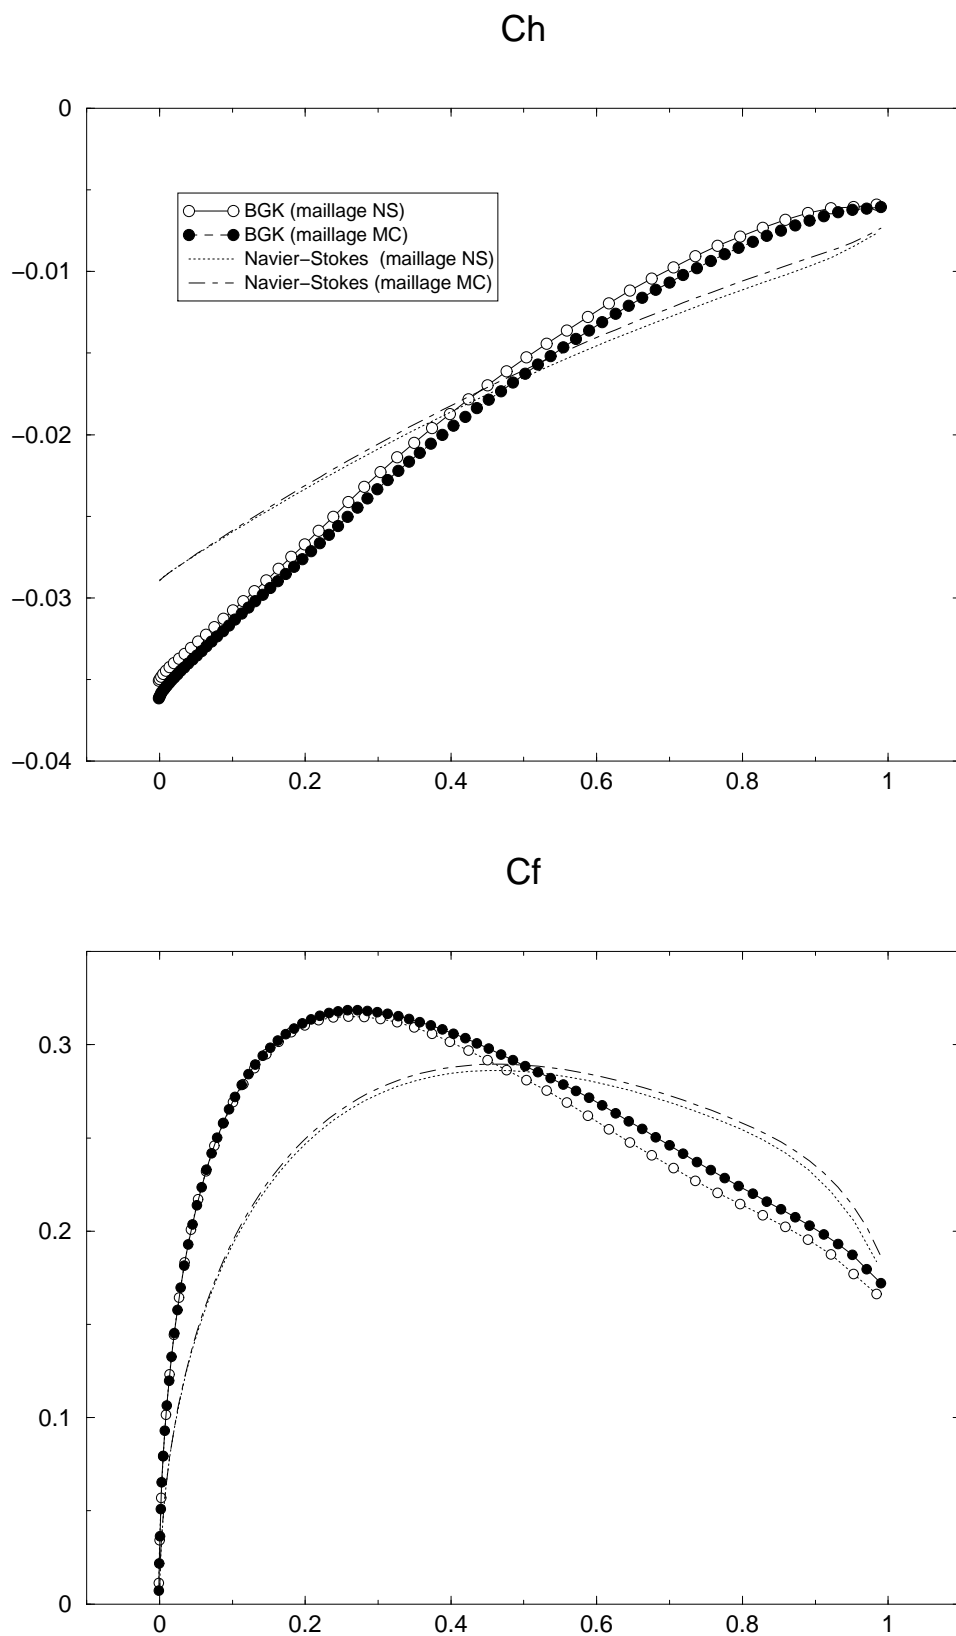 Ch
0
−0.01
−0.02
−0.03
−0.04
BGK (maillage NS)
BGK (maillage MC)
Navier−Stokes (maillage NS)
Navier−Stokes (maillage MC)
0 0.2 0.4 0.6 0.8 1
Cf
0.3
0.2
0.1
0
0 0.2 0.4 0.6 0.8 1